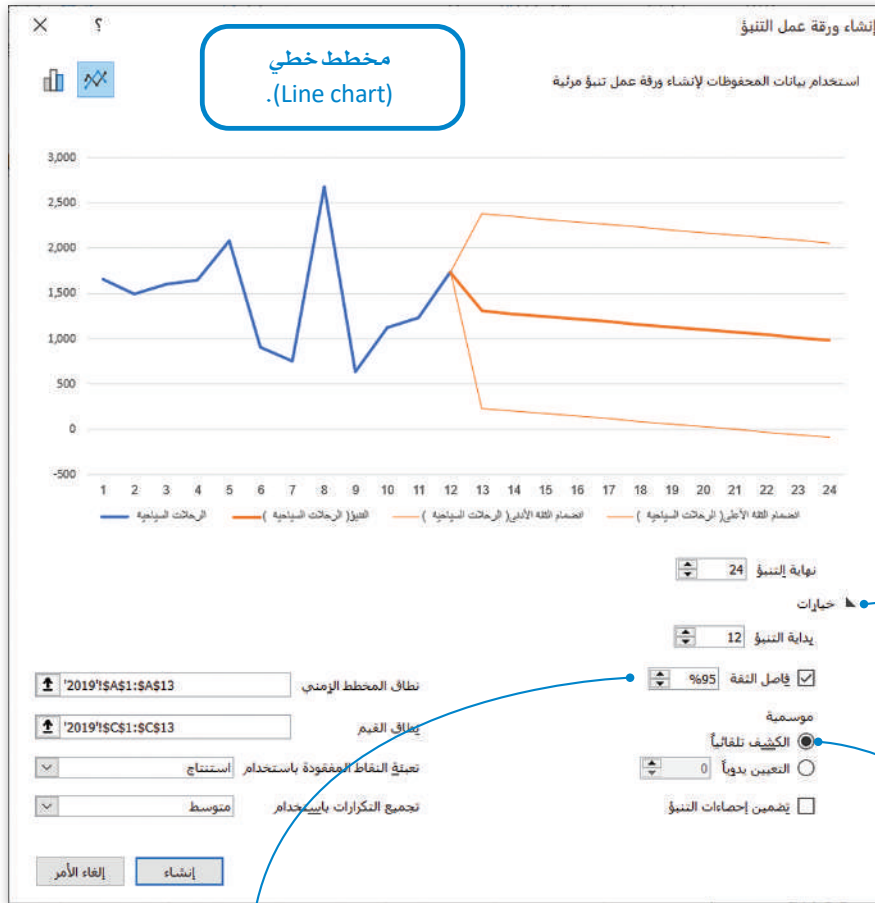 إنشاء ورقة عمل التنبؤ
؟
استخدام بيانات المحفوظات لإنشاء ورقة عمل تنبؤ مرئية
مخطط خطي
(Line chart).
3,000
2,500
2,000
1,500
1,000
500
0
-500
1 2 3 4 5 6 7 8 9 10 11 12 13 14 15 16 17 18 19 20 21 22 23 24
الرحلات السياحية
التنبؤ( الرحلات السياحية )
انضمام الثقة الأدنى( الرحلات السياحية )
انضمام الثقة الأعلى( الرحلات السياحية )
نهاية التنبؤ 24
خيارات
بداية التنبؤ 12
فاصل الثقة %95
موسمية
الكشف تلقائياً
التعيين يدوياً 0
تضمين إحصاءات التنبؤ
نطاق المخطط الزمني '2019'!$A$1:$A$13
نطاق القيم '2019'!$C$1:$C$13
تعبئة النقاط المفقودة باستخدام استنتاج
تجميع التكرارات باستخدام متوسط
إنشاء
إلغاء الأمر